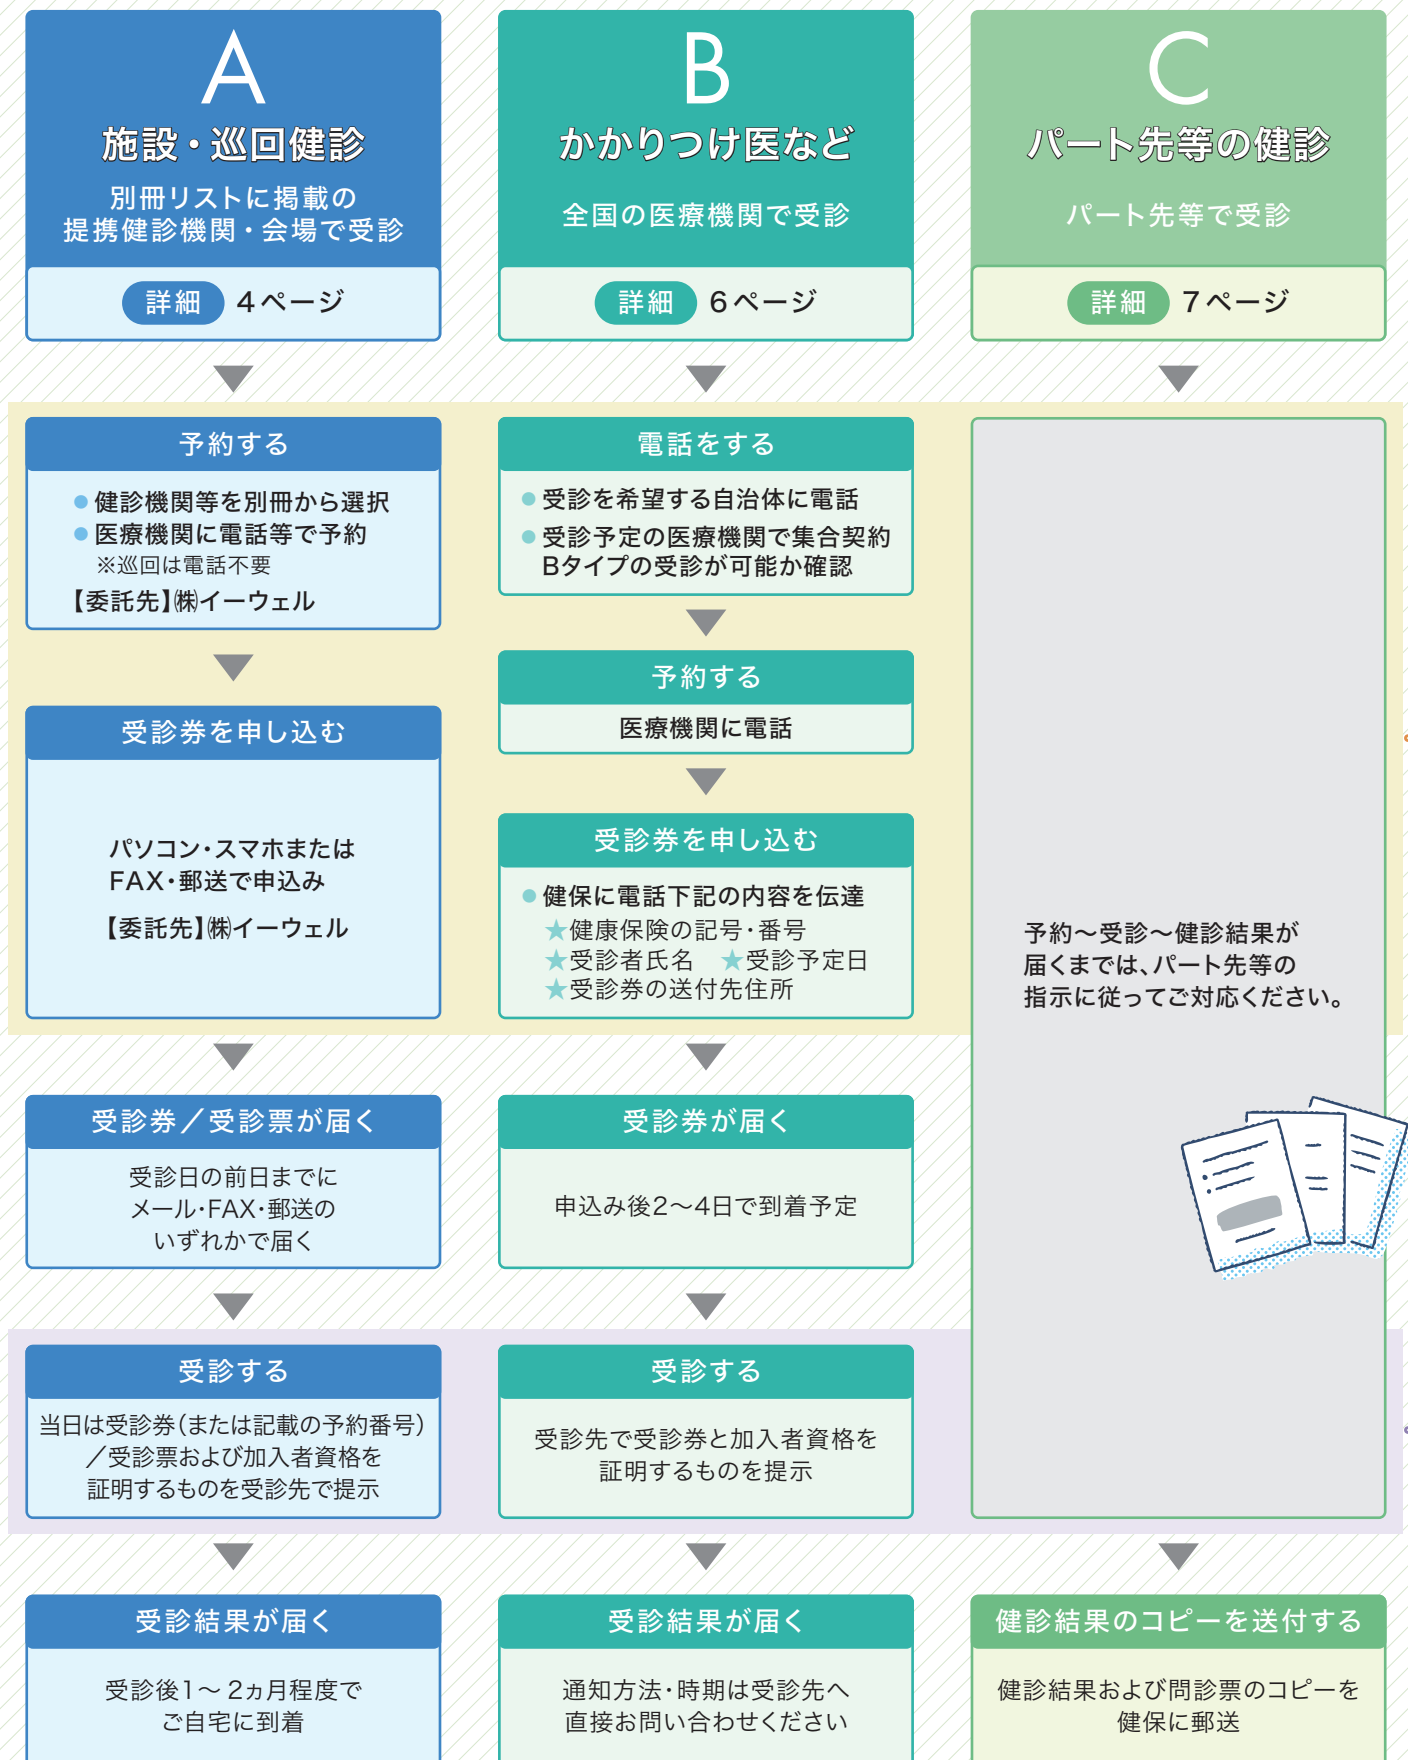 A
施設・巡回健診
別冊リストに掲載の
提携健診機関・会場で受診
詳細 4ページ
予約する
●健診機関等を別冊から選択
●医療機関に電話等で予約
※巡回は電話不要
【委託先】㈱イーウェル
受診券を申し込む
パソコン・スマホまたは
FAX・郵送で申込み
【委託先】㈱イーウェル
受診券／受診票が届く
受診日の前日までに
メール・FAX・郵送の
いずれかで届く
受診する
当日は受診券（または記載の予約番号）
／受診票および加入者資格を
証明するものを受診先で提示
受診結果が届く
受診後1～2ヵ月程度で
ご自宅に到着
B
かかりつけ医など
全国の医療機関で受診
詳細 6ページ
電話をする
●受診を希望する自治体に電話
●受診予定の医療機関で集合契約
Bタイプの受診が可能か確認
予約する
医療機関に電話
受診券を申し込む
●健保に電話下記の内容を伝達
★健康保険の記号・番号
★受診者氏名 ★受診予定日
★受診券の送付先住所
受診券が届く
申込み後2～4日で到着予定
受診する
受診先で受診券と加入者資格を
証明するものを提示
受診結果が届く
通知方法・時期は受診先へ
直接お問い合わせください
C
パート先等の健診
パート先等で受診
詳細 7ページ
予約～受診～健診結果が
届くまでは、パート先等の
指示に従ってご対応ください。
健診結果のコピーを送付する
健診結果および問診票のコピーを
健保に郵送